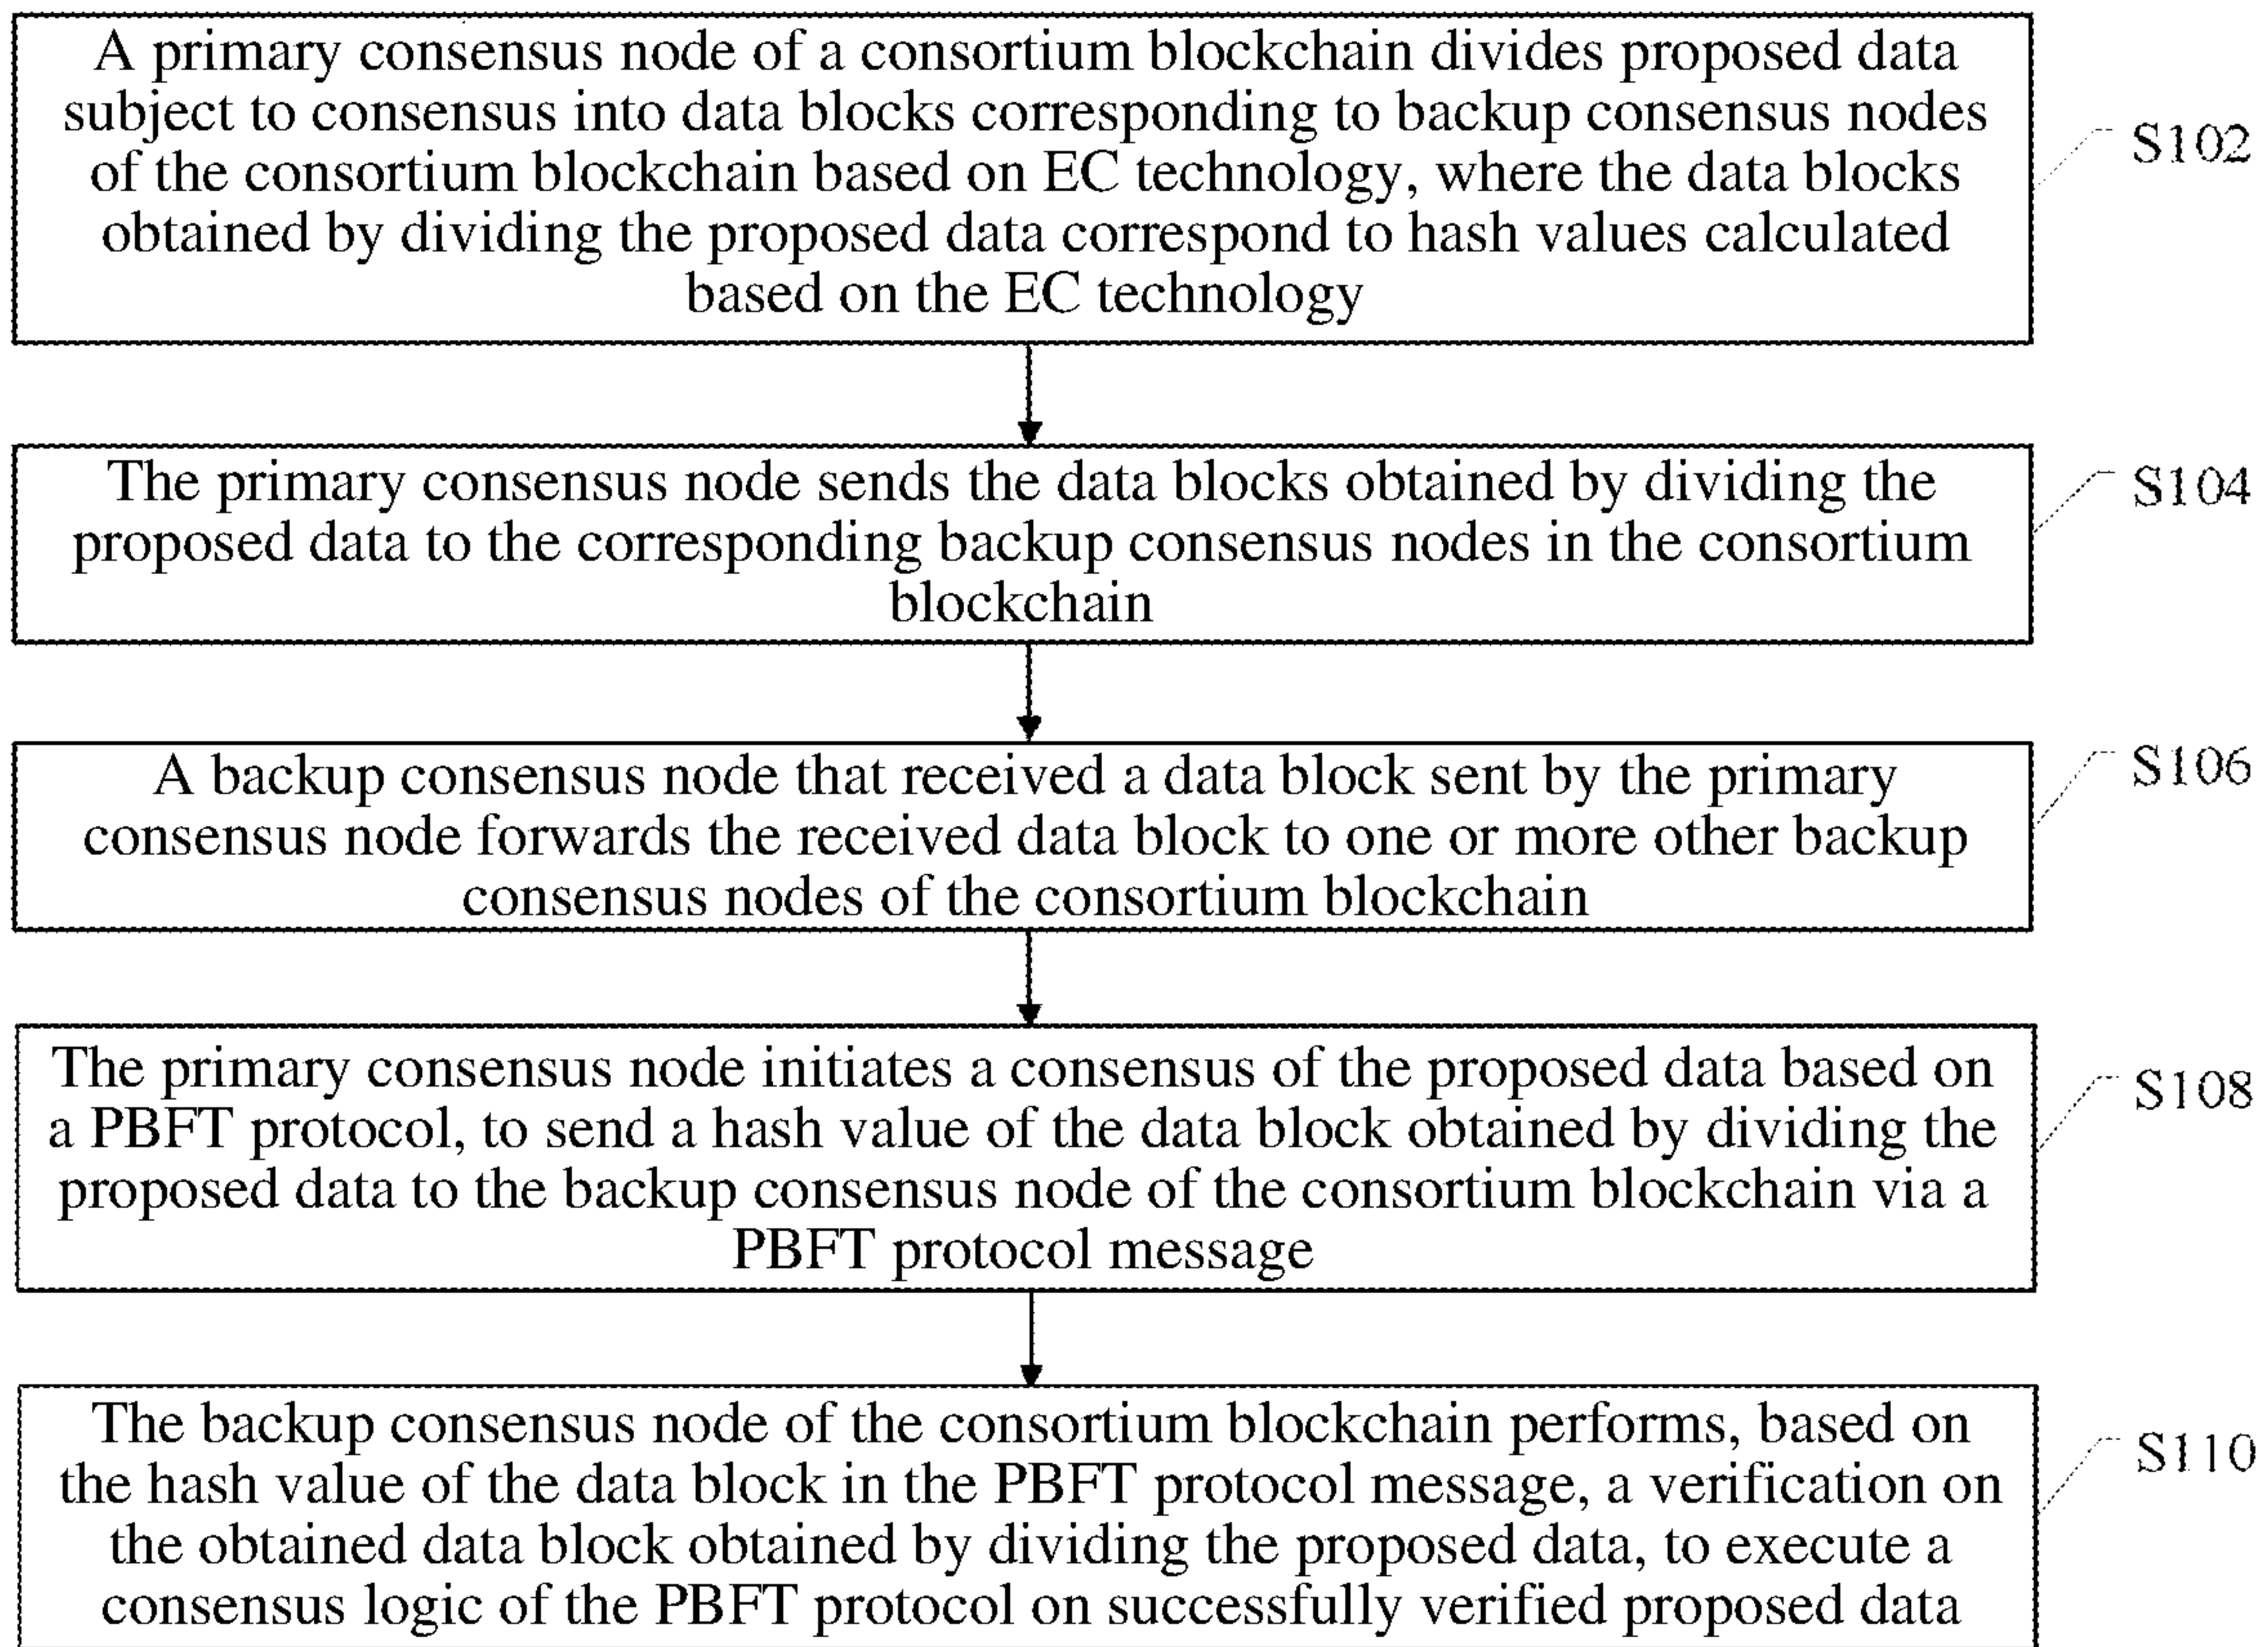 A primary consensus node of a consortium blockchain divides proposed data
subject to consensus into data blocks corresponding to backup consensus nodes
of the consortium blockchain based on EC technology, where the data blocks
obtained by dividing the proposed data correspond to hash values calculated
based on the EC technology
S102
The primary consensus node sends the data blocks obtained by dividing the
proposed data to the corresponding backup consensus nodes in the consortium
blockchain
S104
A backup consensus node that received a data block sent by the primary
consensus node forwards the received data block to one or more other backup
consensus nodes of the consortium blockchain
S106
The primary consensus node initiates a consensus of the proposed data based on
a PBFT protocol, to send a hash value of the data block obtained by dividing the
proposed data to the backup consensus node of the consortium blockchain via a
PBFT protocol message
S108
The backup consensus node of the consortium blockchain performs, based on
the hash value of the data block in the PBFT protocol message, a verification on
the obtained data block obtained by dividing the proposed data, to execute a
consensus logic of the PBFT protocol on successfully verified proposed data
S110